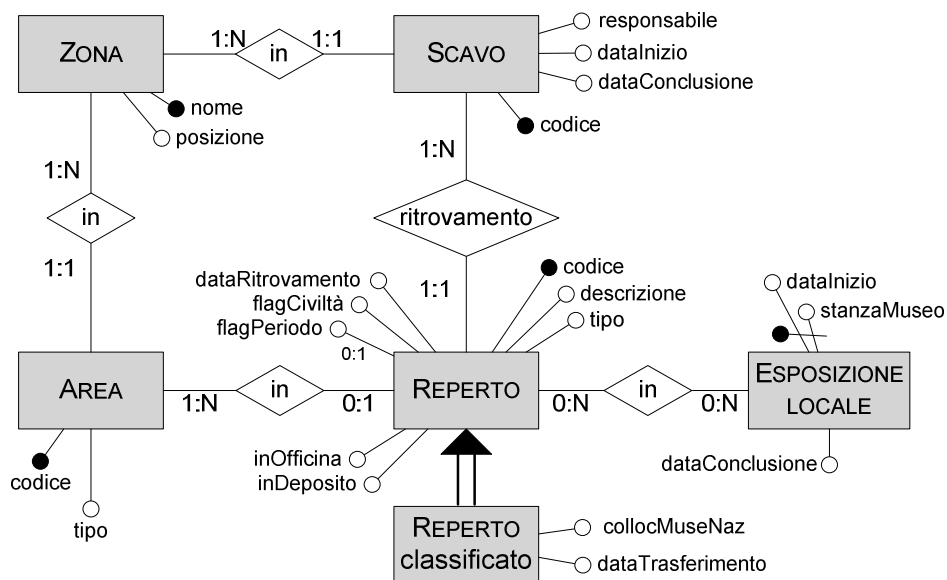 ZONA
1:N
in
1:1
SCAVO
responsabile
dataInizio
dataConclusione
codice
nome
posizione
1:N
in
1:1
1:N
ritrovamento
1:1
dataRitrovamento
flagCiviltà
flagPeriodo
0:1
codice
descrizione
tipo
dataInizio
stanzaMuseo
AREA
1:N
in
0:1
REPERTO
0:N
in
0:N
ESPOSIZIONE
LOCALE
codice
tipo
inOfficina
inDeposito
dataConclusione
REPERTO
classificato
collocMuseNaz
dataTrasferimento